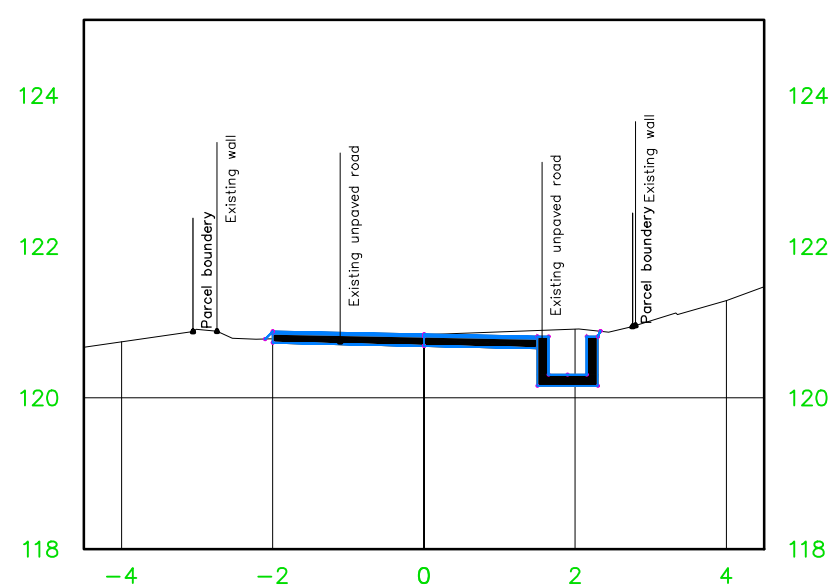 124
124
122
122
120
120
118
118
Parcel boundery
Existing wall
Existing unpaved road
Existing unpaved road
Parcel boundery
Existing wall
-4
-2
0
2
4